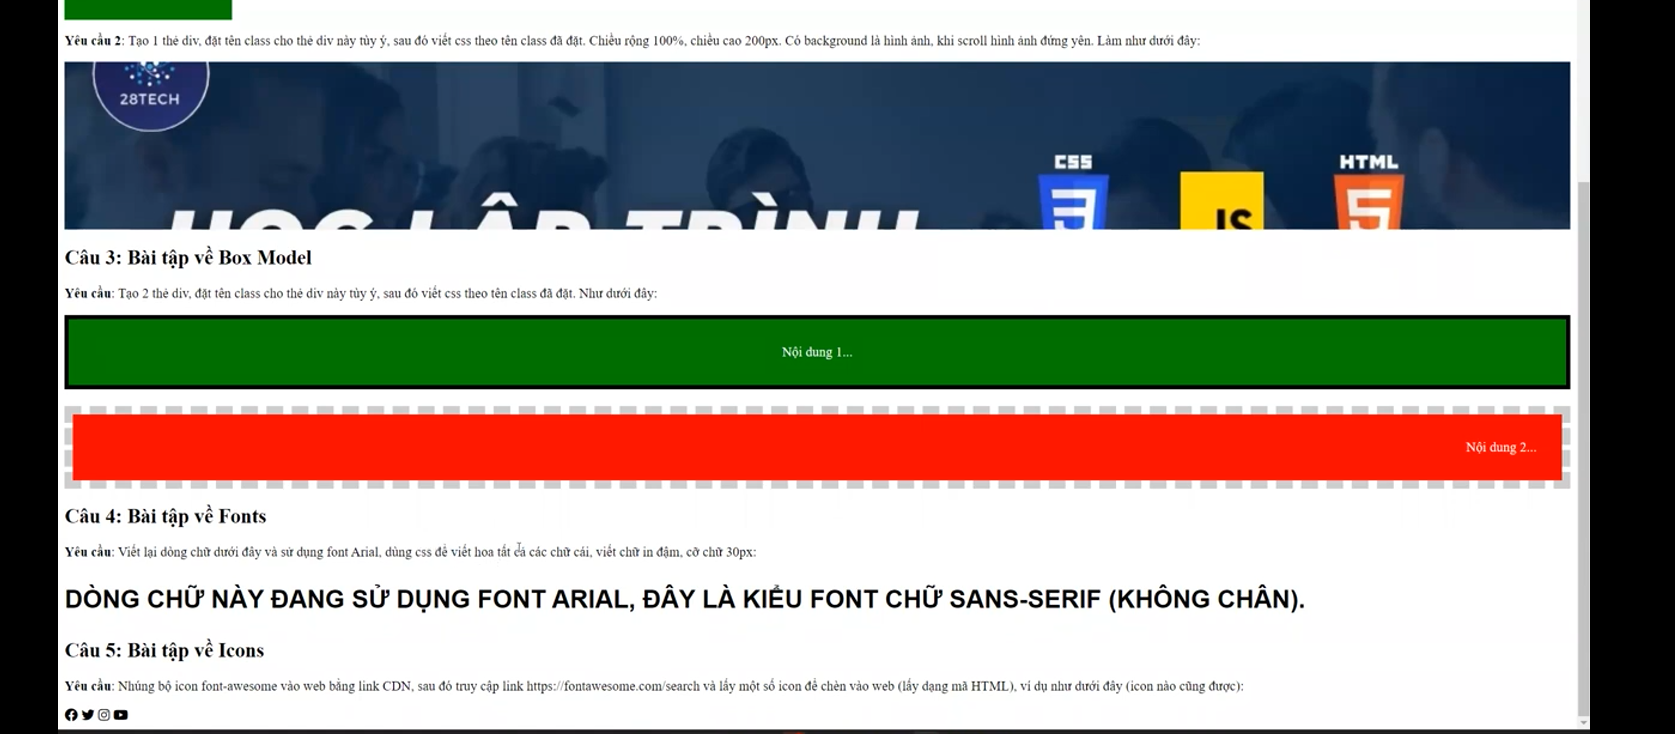 Yêu cầu 2: Tạo 1 thẻ div, đặt tên class cho thẻ div này tùy ý, sau đó viết css theo tên class đã đặt. Chiều rộng 100%, chiều cao 200px. Có background là hình ảnh, khi scroll hình ảnh đứng yên. Làm như dưới đây:
28TECH
CSS
HTML
HỌC LẬP TRÌNH
JS
Câu 3: Bài tập về Box Model
Yêu cầu: Tạo 2 thẻ div, đặt tên class cho thẻ div này tùy ý, sau đó viết css theo tên class đã đặt. Như dưới đây:
Nội dung 1...
Nội dung 2...
Câu 4: Bài tập về Fonts
Yêu cầu: Viết lại dòng chữ dưới đây và sử dụng font Arial, dùng css để viết hoa tất cả các chữ cái, viết chữ in đậm, cỡ chữ 30px:
DÒNG CHỮ NÀY ĐANG SỬ DỤNG FONT ARIAL, ĐÂY LÀ KIỂU FONT CHỮ SANS-SERIF (KHÔNG CHÂN).
Câu 5: Bài tập về Icons
Yêu cầu: Nhúng bộ icon font-awesome vào web bằng link CDN, sau đó truy cập link https://fontawesome.com/search và lấy một số icon để chèn vào web (lấy dạng mã HTML), ví dụ như dưới đây (icon nào cũng được):